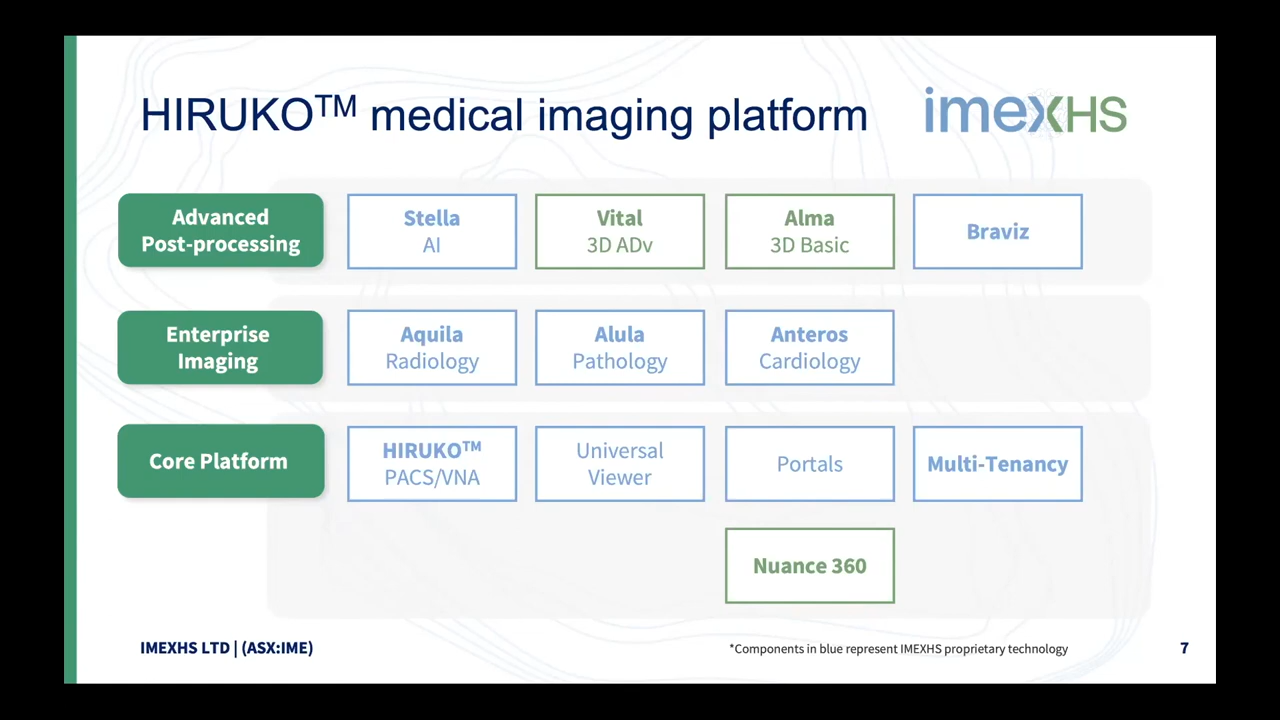 HIRUKO™ medical imaging platform
imexHS
Advanced
Post-processing
Stella
AI
Vital
3D ADv
Alma
3D Basic
Braviz
Enterprise
Imaging
Aquila
Radiology
Alula
Pathology
Anteros
Cardiology
Core Platform
HIRUKO™
PACS/VNA
Universal
Viewer
Portals
Multi-Tenancy
Nuance 360
IMEXHS LTD | (ASX:IME)
*Components in blue represent IMEXHS proprietary technology
7